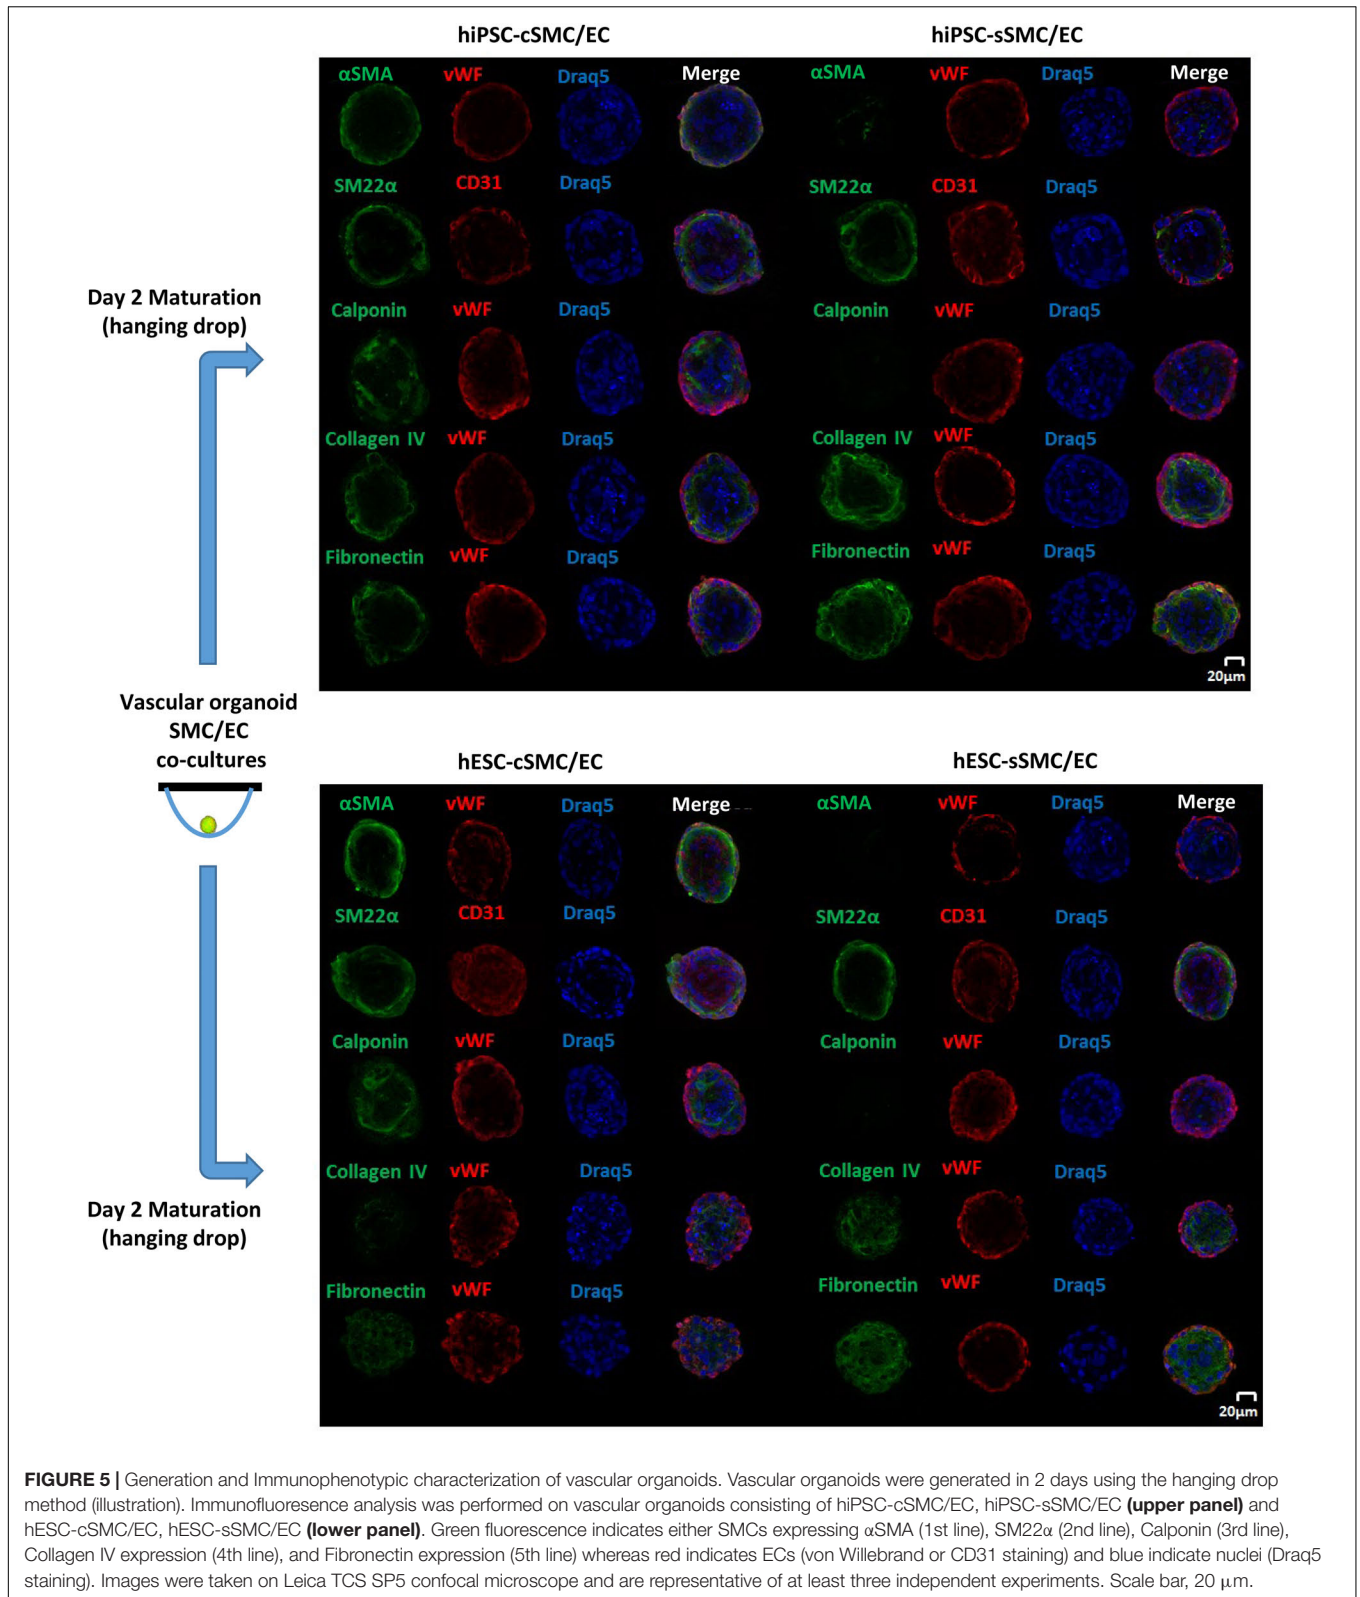 hiPSC-cSMC/EC hiPSC-sSMC/EC
αSMA vWF Draq5 Merge αSMA vWF Draq5 Merge
SM22α CD31 Draq5 SM22α CD31 Draq5
Day 2 Maturation
(hanging drop)
Calponin vWF Draq5 Calponin vWF Draq5
Collagen IV vWF Draq5 Collagen IV vWF Draq5
Fibronectin vWF Draq5 Fibronectin vWF Draq5
20μm
Vascular organoid
SMC/EC
co-cultures
hESC-cSMC/EC hESC-sSMC/EC
αSMA vWF Draq5 Merge αSMA vWF Draq5 Merge
SM22α CD31 Draq5 SM22α CD31 Draq5
Calponin vWF Draq5 Calponin vWF Draq5
Collagen IV vWF Draq5 Collagen IV vWF Draq5
Day 2 Maturation
(hanging drop)
Fibronectin vWF Draq5 Fibronectin vWF Draq5
20μm
FIGURE 5 | Generation and Immunophenotypic characterization of vascular organoids. Vascular organoids were generated in 2 days using the hanging drop
method (illustration). Immunofluoresence analysis was performed on vascular organoids consisting of hiPSC-cSMC/EC, hiPSC-sSMC/EC (upper panel) and
hESC-cSMC/EC, hESC-sSMC/EC (lower panel). Green fluorescence indicates either SMCs expressing αSMA (1st line), SM22α (2nd line), Calponin (3rd line),
Collagen IV expression (4th line), and Fibronectin expression (5th line) whereas red indicates ECs (von Willebrand or CD31 staining) and blue indicate nuclei (Draq5
staining). Images were taken on Leica TCS SP5 confocal microscope and are representative of at least three independent experiments. Scale bar, 20 μm.